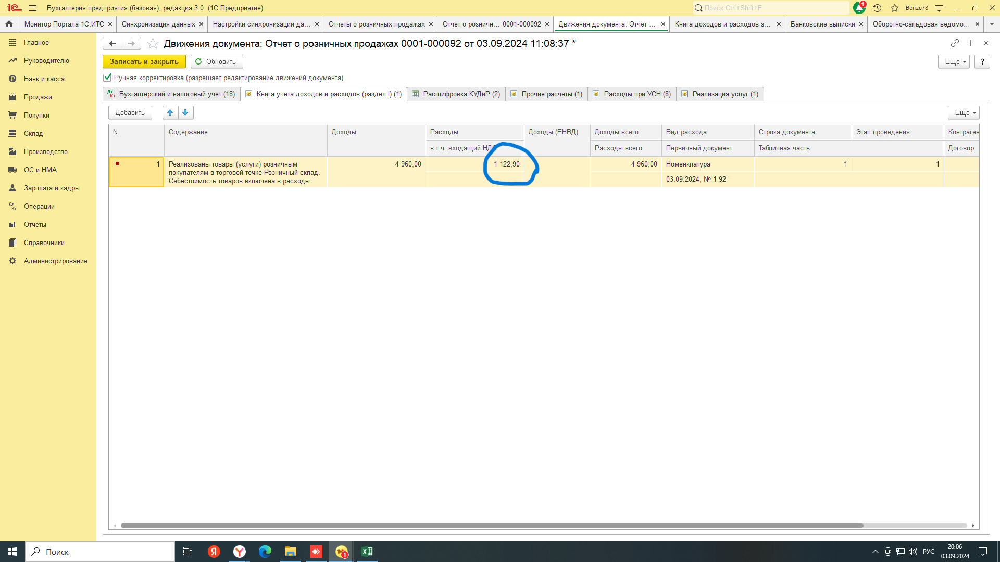 Бухгалтерия предприятия (базовая), редакция 3.0 (1С:Предприятие)
Поиск Ctrl+Shift+F
1
Benzo78
Монитор Портала 1С:ИТС
Синхронизация данных
Настройки синхронизации да...
Отчеты о розничных продажах
Отчет о розничн... 0001-000092
Движения документа: Отчет ...
Книга доходов и расходов з...
Банковские выписки
Оборотно-сальдовая ведомо...
Главное
Руководителю
Банк и касса
Продажи
Покупки
Склад
Производство
ОС и НМА
Зарплата и кадры
Операции
Отчеты
Справочники
Администрирование
Движения документа: Отчет о розничных продажах 0001-000092 от 03.09.2024 11:08:37 *
Записать и закрыть
Обновить
Еще
?
Ручная корректировка (разрешает редактирование движений документа)
Бухгалтерский и налоговый учет (18)
Книга учета доходов и расходов (раздел I) (1)
Расшифровка КУДиР (2)
Прочие расчеты (1)
Расходы при УСН (8)
Реализация услуг (1)
Добавить
Еще
N
Содержание
Доходы
Расходы
Доходы (ЕНВД)
Доходы всего
Вид расхода
Строка документа
Этап проведения
Контраген
в т.ч. входящий НДС
Расходы всего
Первичный документ
Табличная часть
Договор
1
Реализованы товары (услуги) розничным
покупателям в торговой точке Розничный склад.
Себестоимость товаров включена в расходы.
4 960,00
1 122,90
4 960,00
Номенклатура
1
1
03.09.2024, № 1-92
Поиск
1
РУС
20:06
03.09.2024